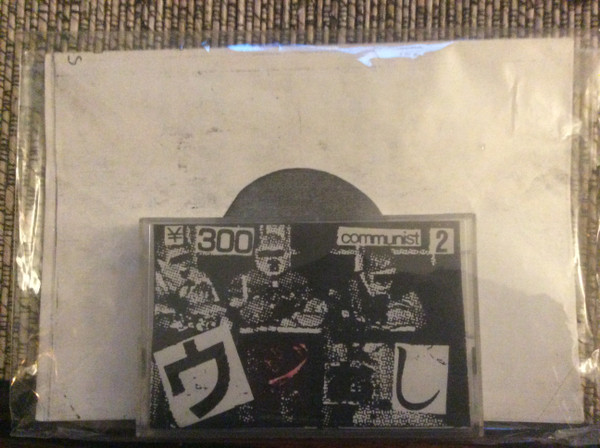 S
¥ 300 communist 2
ウ し